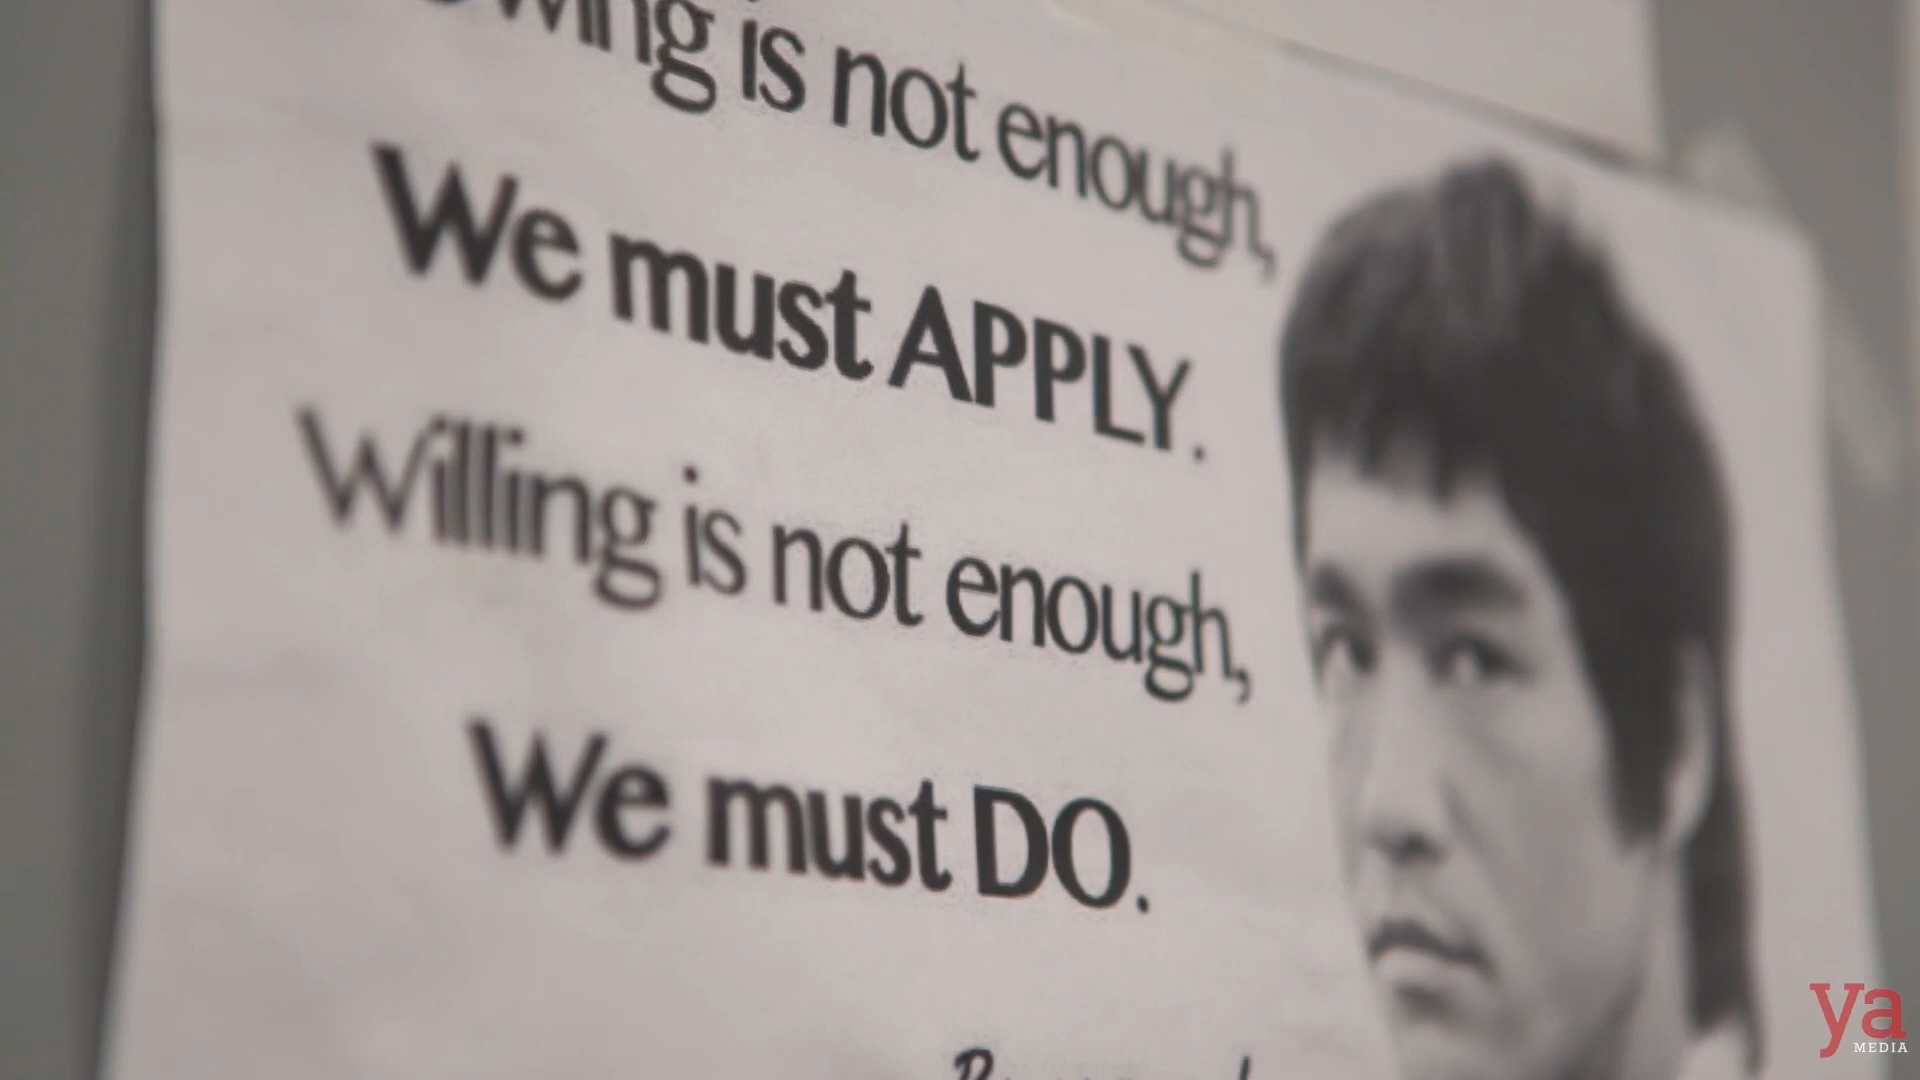 is not enough,
We must APPLY.
Willing is not enough,
We must DO.
ya
MEDIA